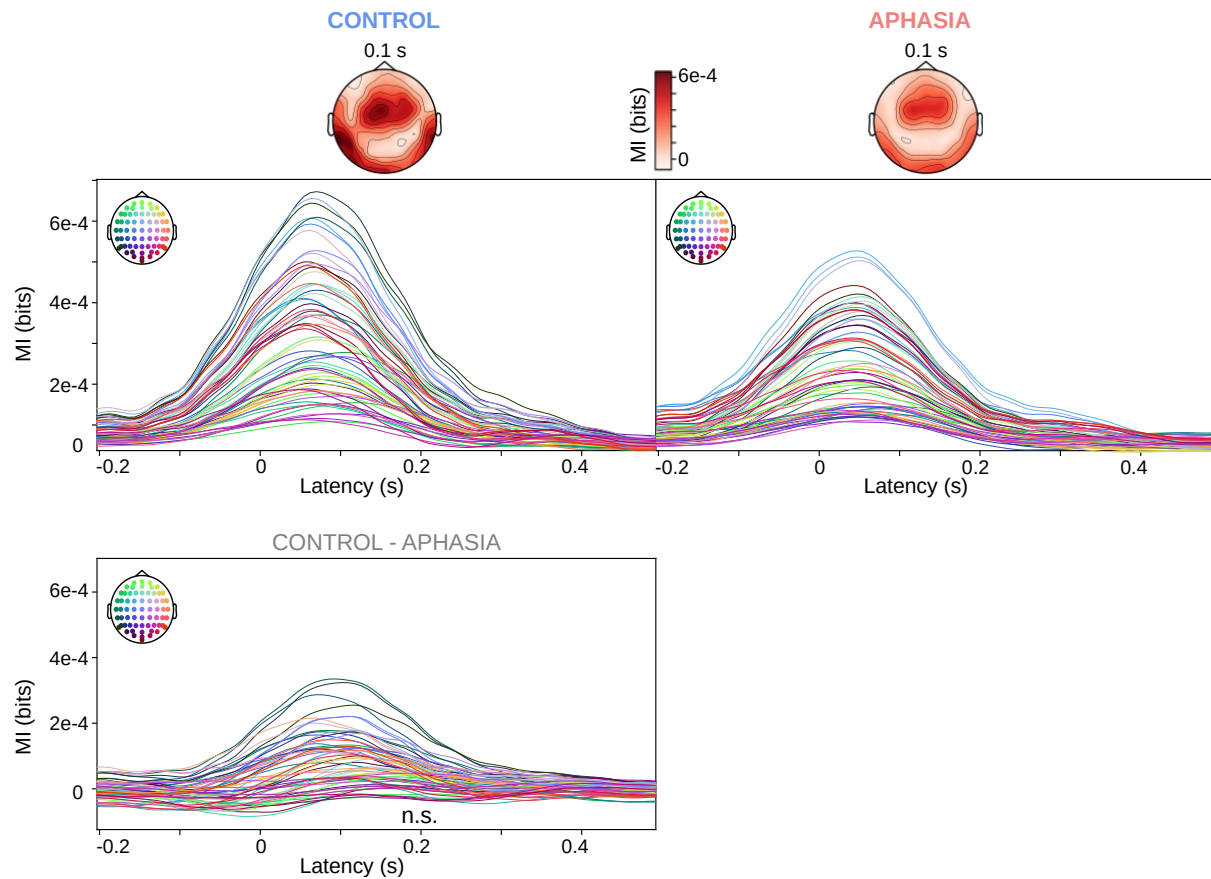 CONTROL
APHASIA
0.1 s
0.1 s
6e-4
0
MI (bits)
6e-4
4e-4
2e-4
0
MI (bits)
-0.2
0
0.2
0.4
Latency (s)
-0.2
0
0.2
0.4
Latency (s)
CONTROL - APHASIA
6e-4
4e-4
2e-4
0
MI (bits)
n.s.
-0.2
0
0.2
0.4
Latency (s)